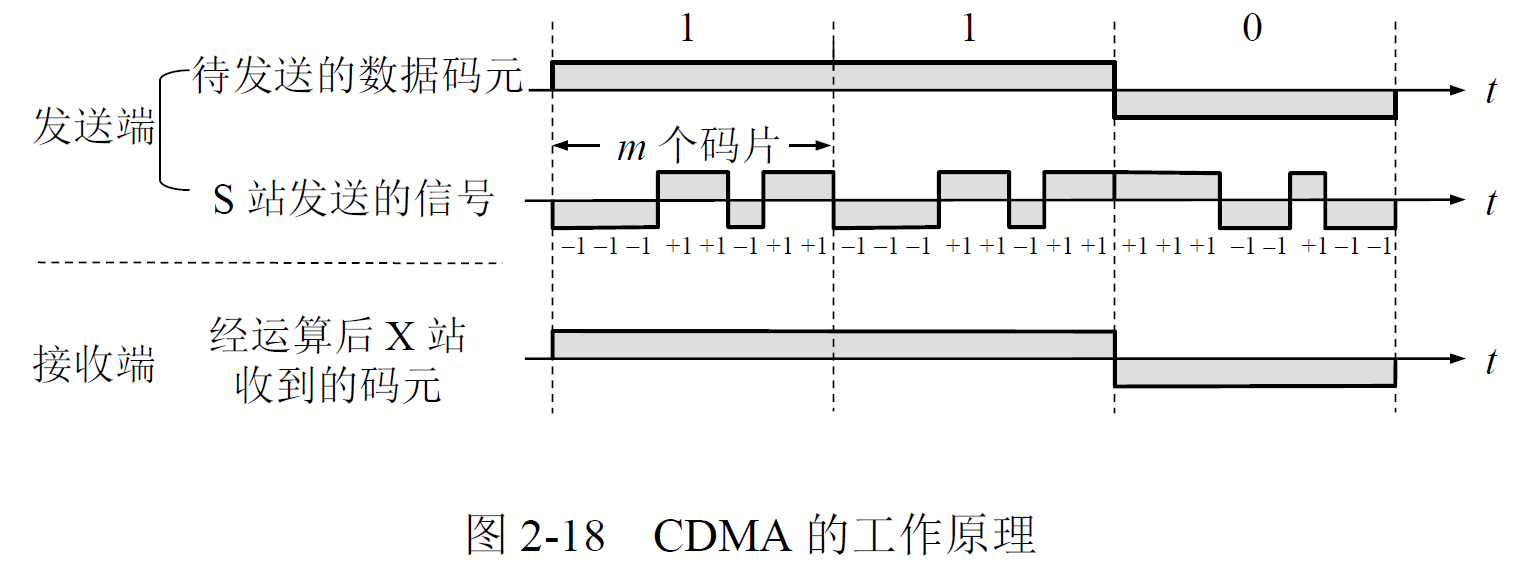 1 1 0
待发送的数据码元
t
发送端
m 个码片
S 站发送的信号
t
–1 –1 –1 +1 +1 –1 +1 +1 –1 –1 –1 +1 +1 –1 +1 +1 +1 +1 +1 –1 –1 +1 –1 –1
经运算后 X 站
接收端
收到的码元
t
图 2-18 CDMA 的工作原理